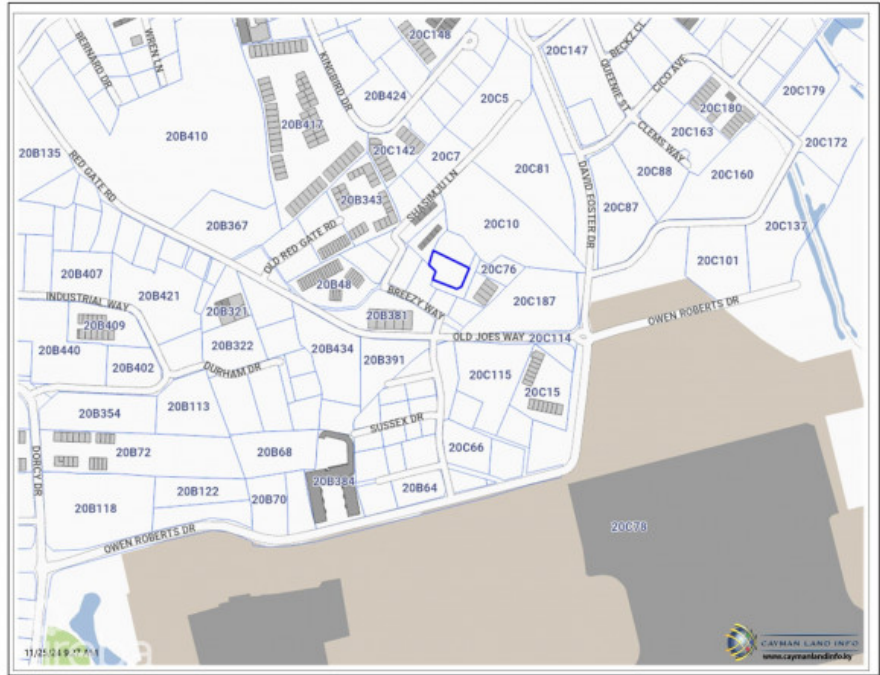 20C148
BERNARD DR
WREN LN
KINGBIRD DR
20C147
BECKZ CL
QUEENIE ST
CICO AVE
20B424
20C5
20C180
20C179
20B410
20B417
20C163
20C142
20C7
CLEMS WAY
20C172
20B135
RED GATE RD
20C81
20C88
20C160
20B343
SHASIMJU LN
DAVID FOSTER DR
20B367
20C10
20C87
20C137
OLD RED GATE RD
20B407
20C76
20C101
20B48
BREEZY WAY
20B421
INDUSTRIAL WAY
20C187
20B321
OWEN ROBERTS DR
20B381
20B409
OLD JOES WAY
20C114
20B322
20B434
20B440
20B391
20B402
DURHAM DR
20C115
20C15
20B354
20B113
SUSSEX DR
20B72
20B68
20C66
DORCY DR
20B384
20B122
20B70
20B64
20B118
20C78
OWEN ROBERTS DR
CAYMAN LAND INFO
www.caymanlandinfo.ky